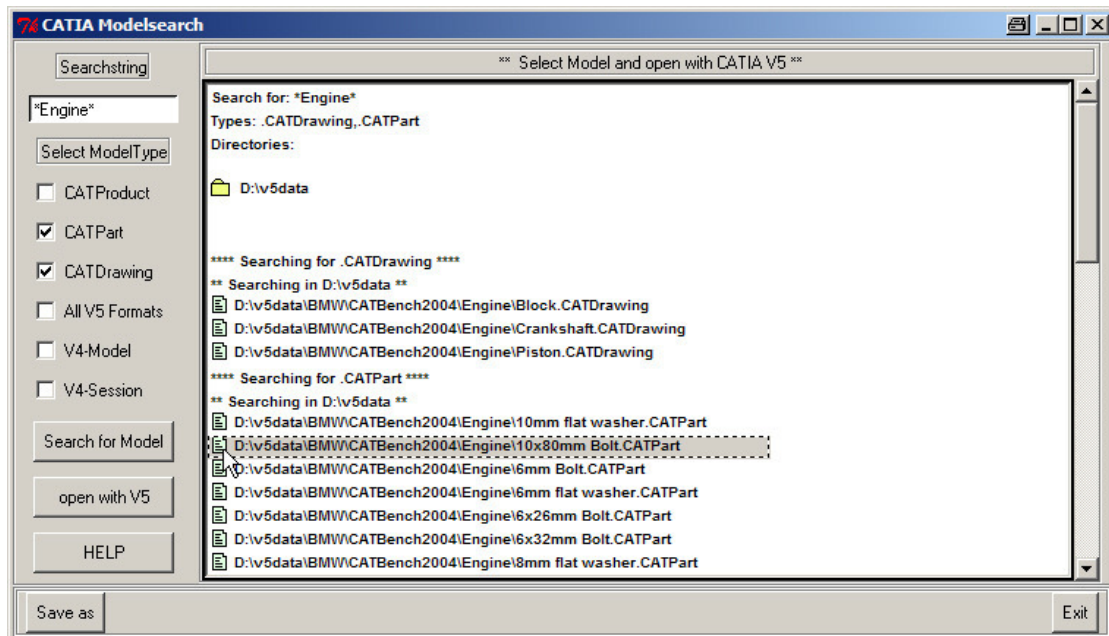 CATIA Modelsearch
Searchstring
*Engine*
Select ModelType
CATProduct
CATPart
CATDrawing
All V5 Formats
V4-Model
V4-Session
Search for Model
open with V5
HELP
** Select Model and open with CATIA V5 **
Search for: *Engine*
Types: .CATDrawing,.CATPart
Directories:
D:\v5data
**** Searching for .CATDrawing ****
** Searching in D:\v5data **
D:\v5data\BMW\CATBench2004\Engine\Block.CATDrawing
D:\v5data\BMW\CATBench2004\Engine\Crankshaft.CATDrawing
D:\v5data\BMW\CATBench2004\Engine\Piston.CATDrawing
**** Searching for .CATPart ****
** Searching in D:\v5data **
D:\v5data\BMW\CATBench2004\Engine\10mm flat washer.CATPart
D:\v5data\BMW\CATBench2004\Engine\10x80mm Bolt.CATPart
D:\v5data\BMW\CATBench2004\Engine\6mm Bolt.CATPart
D:\v5data\BMW\CATBench2004\Engine\6mm flat washer.CATPart
D:\v5data\BMW\CATBench2004\Engine\6x26mm Bolt.CATPart
D:\v5data\BMW\CATBench2004\Engine\6x32mm Bolt.CATPart
D:\v5data\BMW\CATBench2004\Engine\8mm flat washer.CATPart
Save as
Exit